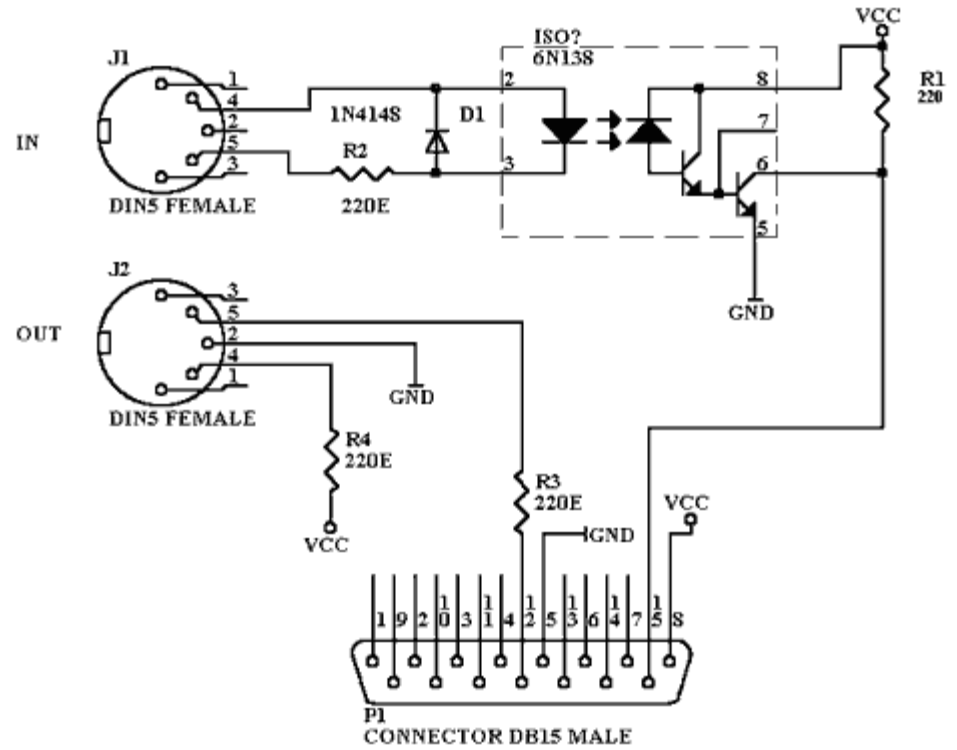 VCC
J1
ISO?
6N138
1
4
2
5
3
IN
1N4148
D1
R2
220E
2
3
8
7
6
5
R1
220
DIN5 FEMALE
GND
J2
3
5
2
4
1
OUT
GND
DIN5 FEMALE
R4
220E
VCC
R3
220E
GND
VCC
1 9 2 10 3 11 4 12 5 13 6 14 7 15 8
P1
CONNECTOR DB15 MALE